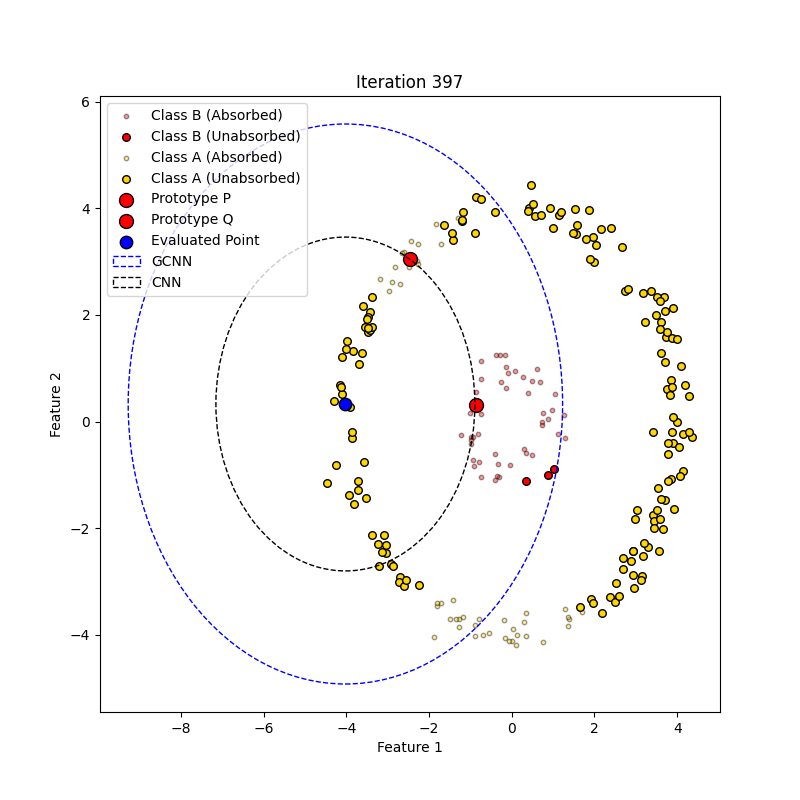 Iteration 397
Class B (Absorbed)
Class B (Unabsorbed)
Class A (Absorbed)
Class A (Unabsorbed)
Prototype P
Prototype Q
Evaluated Point
GCNN
CNN
6
4
2
0
−2
−4
Feature 2
−8 −6 −4 −2 0 2 4
Feature 1